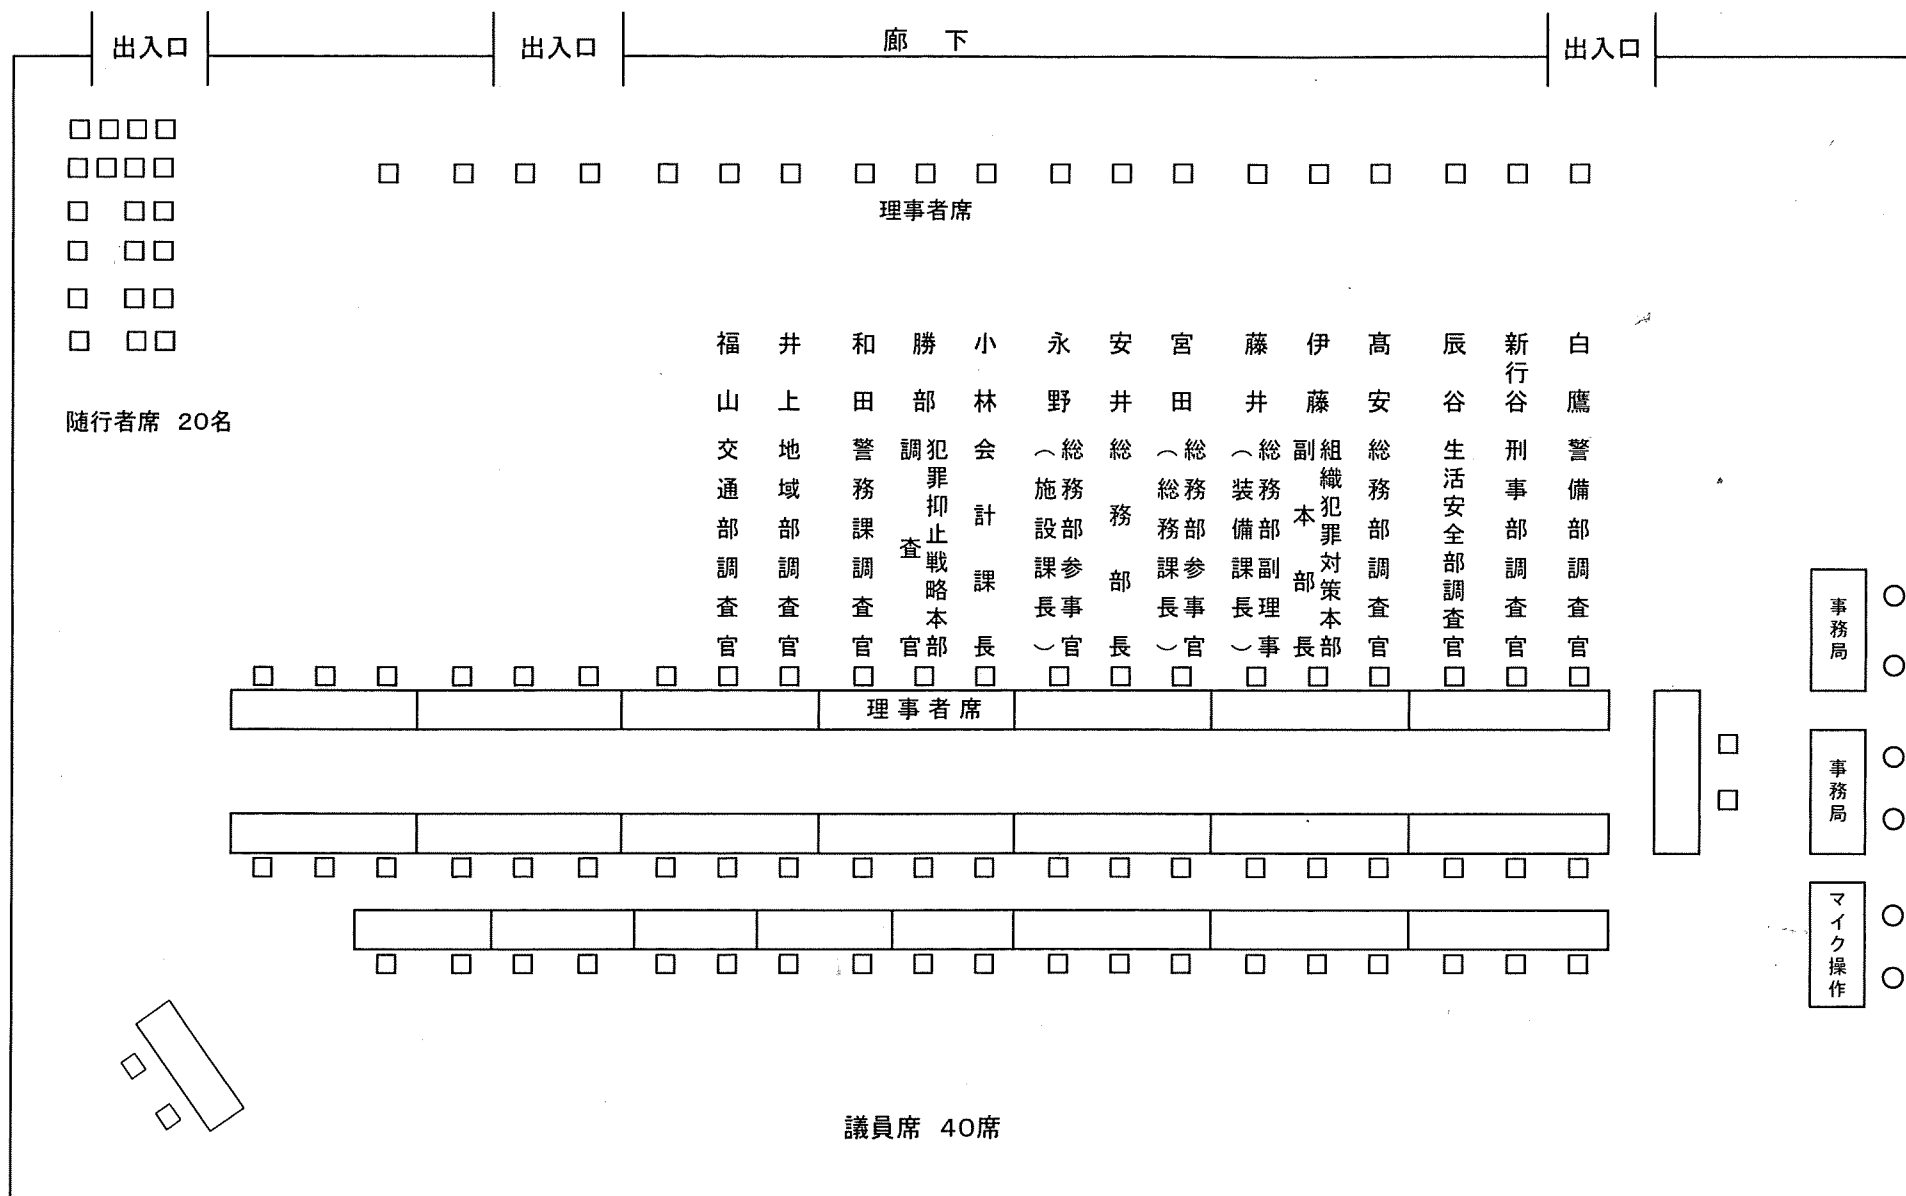 出入口
出入口
廊 下
出入口
理事者席
随行者席 20名
白鷹 警備部調査官
新行谷 刑事部調査官
辰谷 生活安全部調査官
髙安 総務部調査官
伊藤 組織犯罪対策本部
副本部長
藤井 総務部副理事
(装備課長)
宮田 総務部参事官
(総務課長)
安井 総務部長
永野 総務部参事官
(施設課長)
小林 会計課長
勝部 犯罪抑止戦略本部
調査官
和田 警務課調査官
井上 地域部調査官
福山 交通部調査官
理事者席
事務局
事務局
マイク操作
議員席 40席